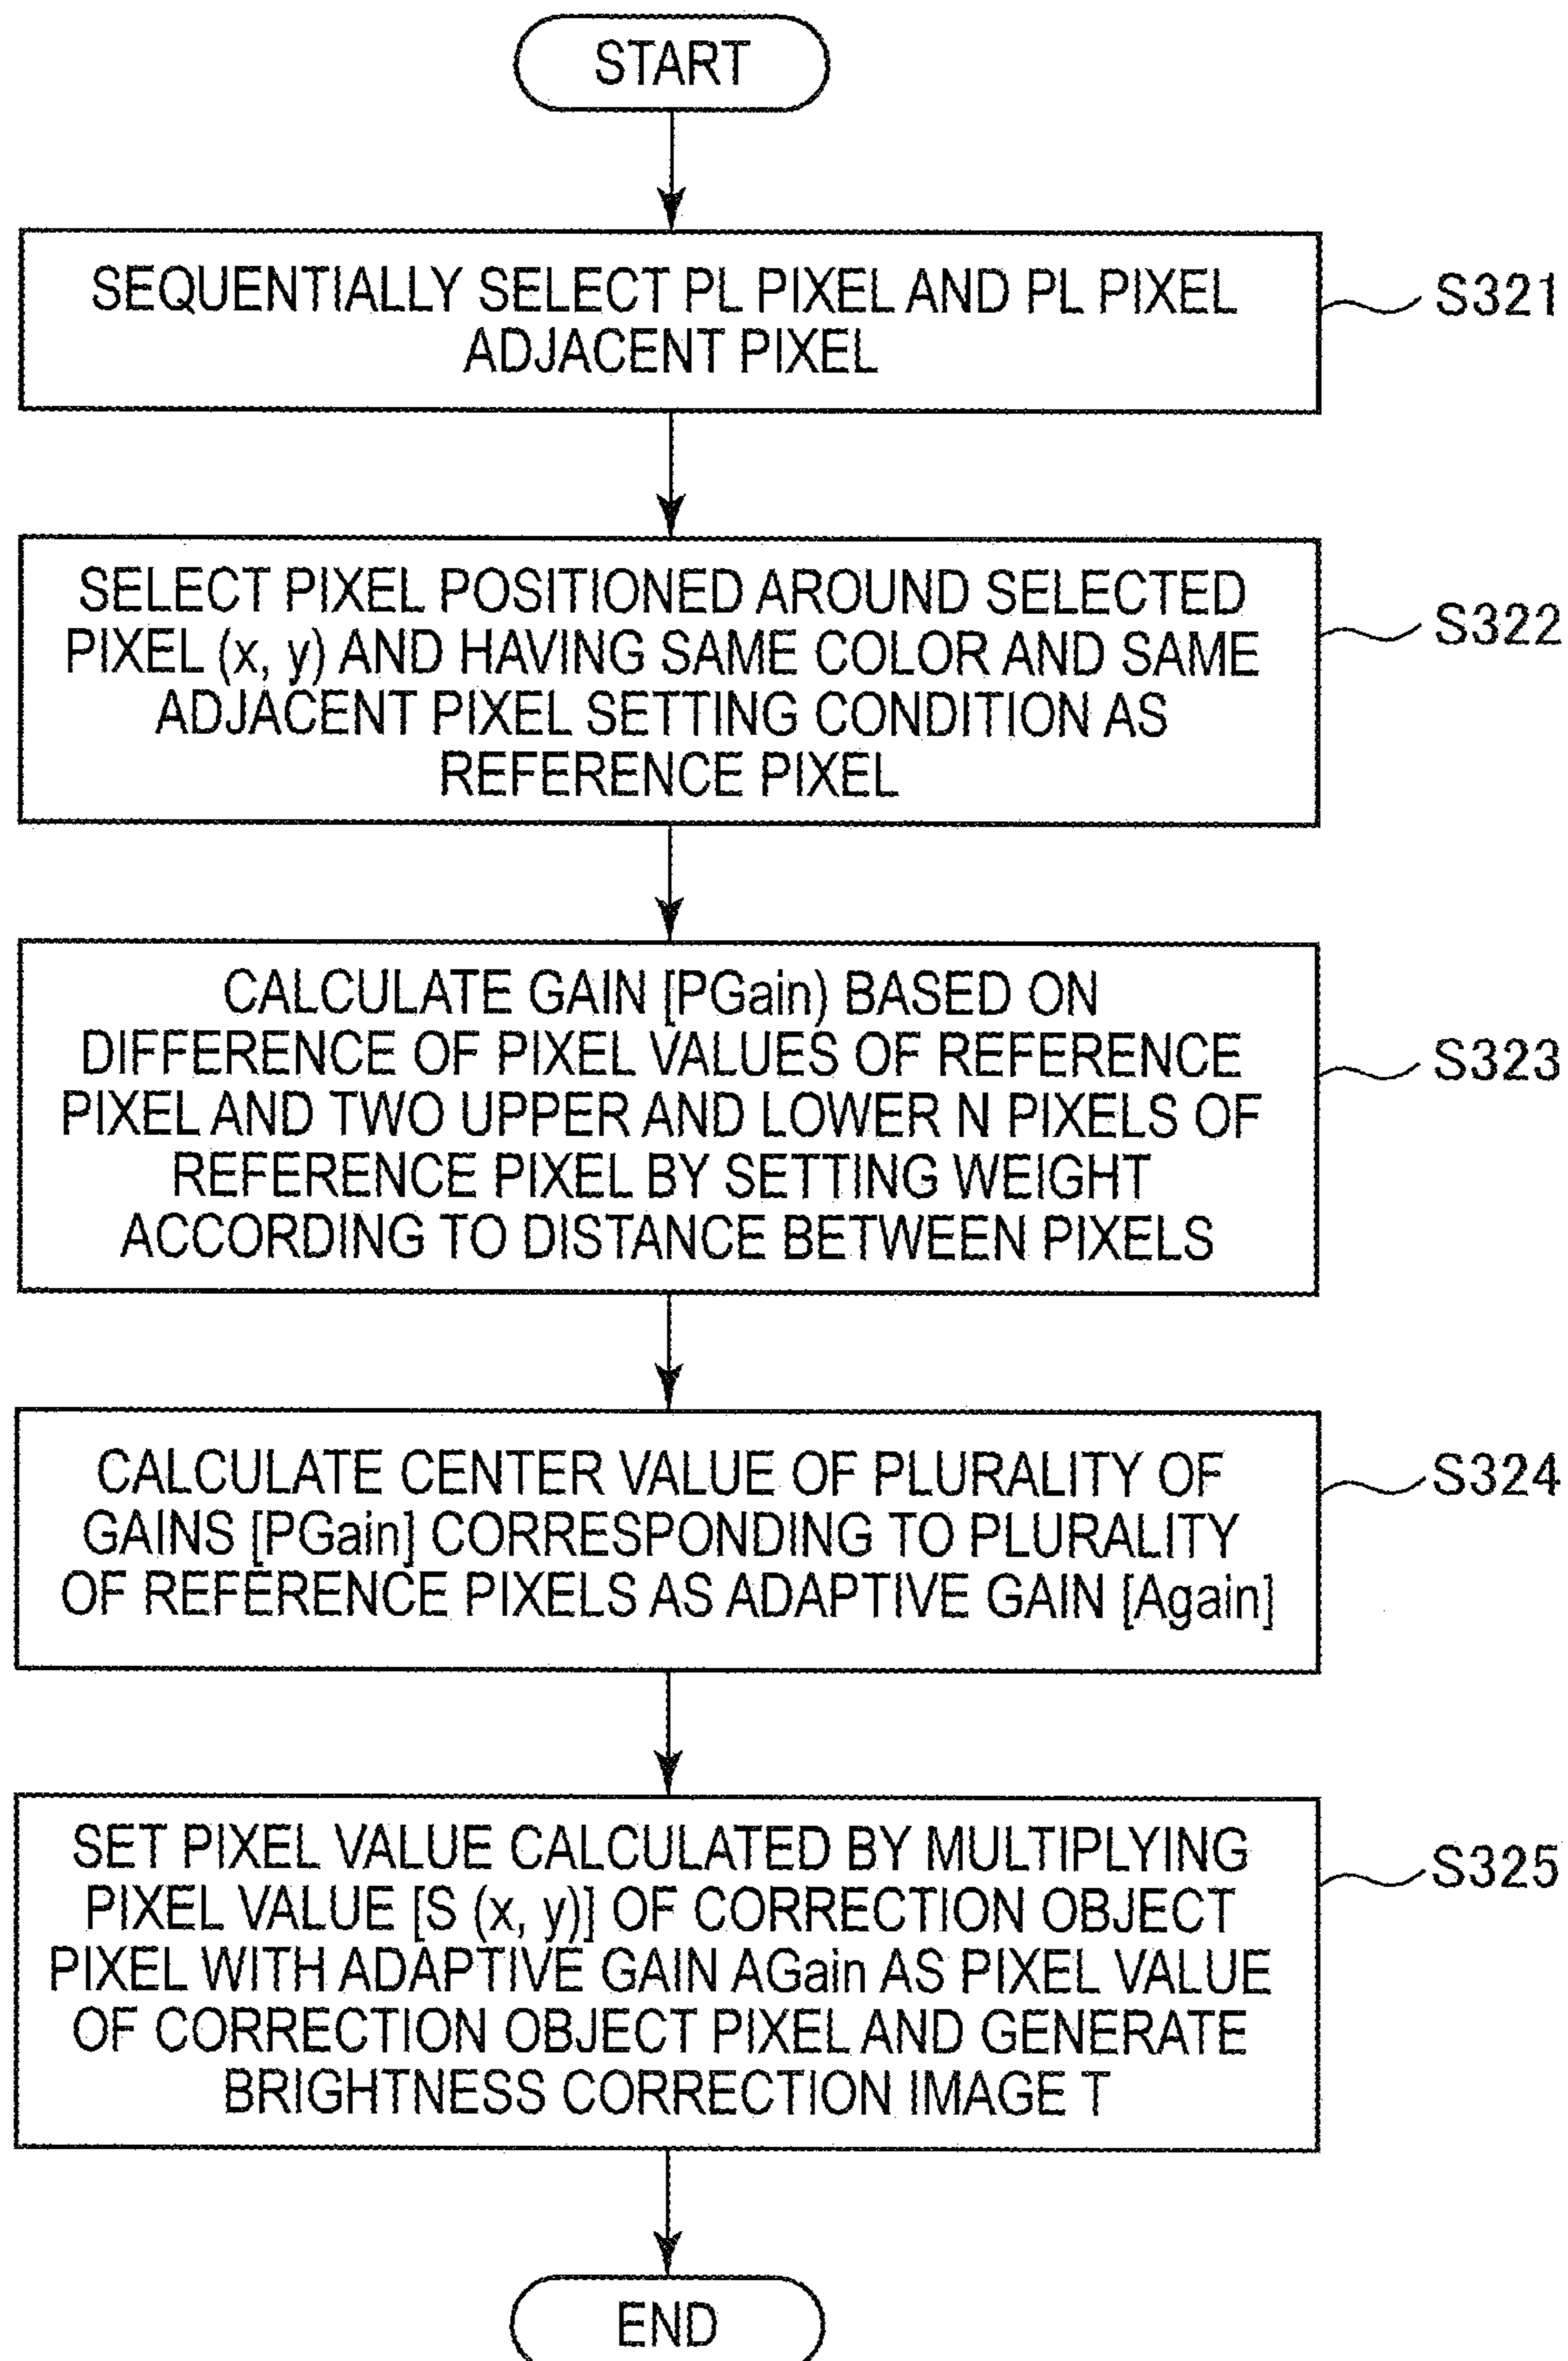 START
SEQUENTIALLY SELECT PL PIXEL AND PL PIXEL
ADJACENT PIXEL
S321
SELECT PIXEL POSITIONED AROUND SELECTED
PIXEL (x, y) AND HAVING SAME COLOR AND SAME
ADJACENT PIXEL SETTING CONDITION AS
REFERENCE PIXEL
S322
CALCULATE GAIN [PGain) BASED ON
DIFFERENCE OF PIXEL VALUES OF REFERENCE
PIXEL AND TWO UPPER AND LOWER N PIXELS OF
REFERENCE PIXEL BY SETTING WEIGHT
ACCORDING TO DISTANCE BETWEEN PIXELS
S323
CALCULATE CENTER VALUE OF PLURALITY OF
GAINS [PGain] CORRESPONDING TO PLURALITY
OF REFERENCE PIXELS AS ADAPTIVE GAIN [Again]
S324
SET PIXEL VALUE CALCULATED BY MULTIPLYING
PIXEL VALUE [S (x, y)] OF CORRECTION OBJECT
PIXEL WITH ADAPTIVE GAIN AGain AS PIXEL VALUE
OF CORRECTION OBJECT PIXEL AND GENERATE
BRIGHTNESS CORRECTION IMAGE T
S325
END